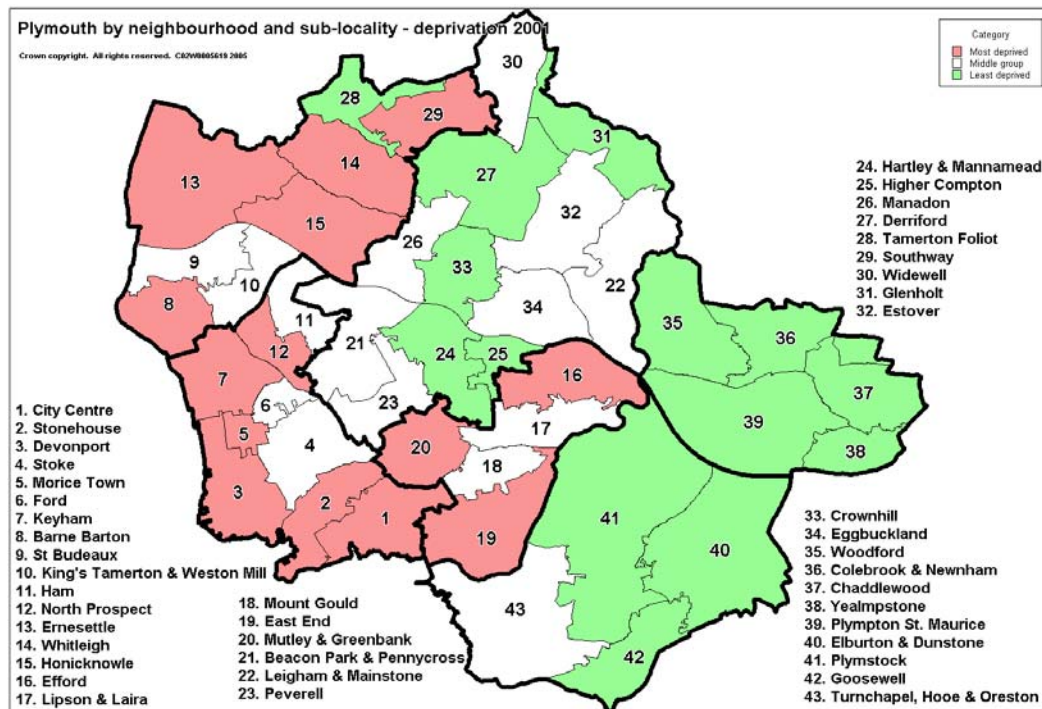 Plymouth by neighbourhood and sub-locality - deprivation 2001
Crown copyright. All rights reserved. C02W0005619 2005
Category
Most deprived
Middle group
Least deprived
30
28
29
31
14
27
13
32
15
26
9
33
22
10
8
34
11
35
21
36
12
24
25
7
16
37
6
23
39
17
5
20
38
4
18
3
2
41
1
19
40
43
42
1. City Centre
2. Stonehouse
3. Devonport
4. Stoke
5. Morice Town
6. Ford
7. Keyham
8. Barne Barton
9. St Budeaux
10. King's Tamerton & Weston Mill
11. Ham
12. North Prospect
13. Ernesettle
14. Whitleigh
15. Honicknowle
16. Efford
17. Lipson & Laira
18. Mount Gould
19. East End
20. Mutley & Greenbank
21. Beacon Park & Pennycross
22. Leigham & Mainstone
23. Peverell
24. Hartley & Mannamead
25. Higher Compton
26. Manadon
27. Derriford
28. Tamerton Foliot
29. Southway
30. Widewell
31. Glenholt
32. Estover
33. Crownhill
34. Eggbuckland
35. Woodford
36. Colebrook & Newnham
37. Chaddlewood
38. Yealmpstone
39. Plympton St. Maurice
40. Elburton & Dunstone
41. Plymstock
42. Goosewell
43. Turnchapel, Hooe & Oreston